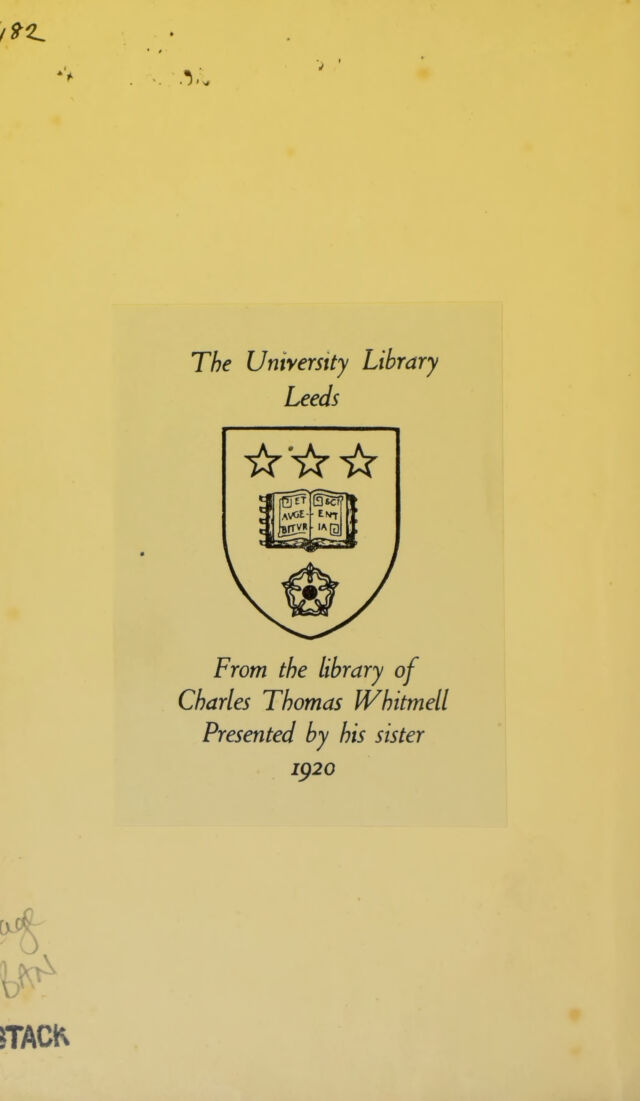 The University Library
Leeds
ET
AVGE
BITVR
ENT
IA
From the library of
Charles Thomas Whitmell
Presented by his sister
1920
BAN